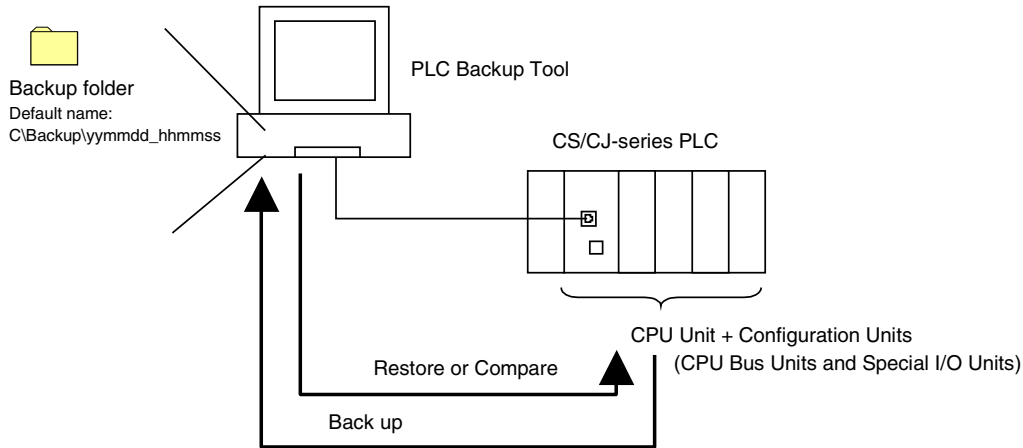 PLC Backup Tool
Backup folder
Default name:
C\Backup\yymmdd_hhmmss
CS/CJ-series PLC
CPU Unit + Configuration Units
(CPU Bus Units and Special I/O Units)
Restore or Compare
Back up